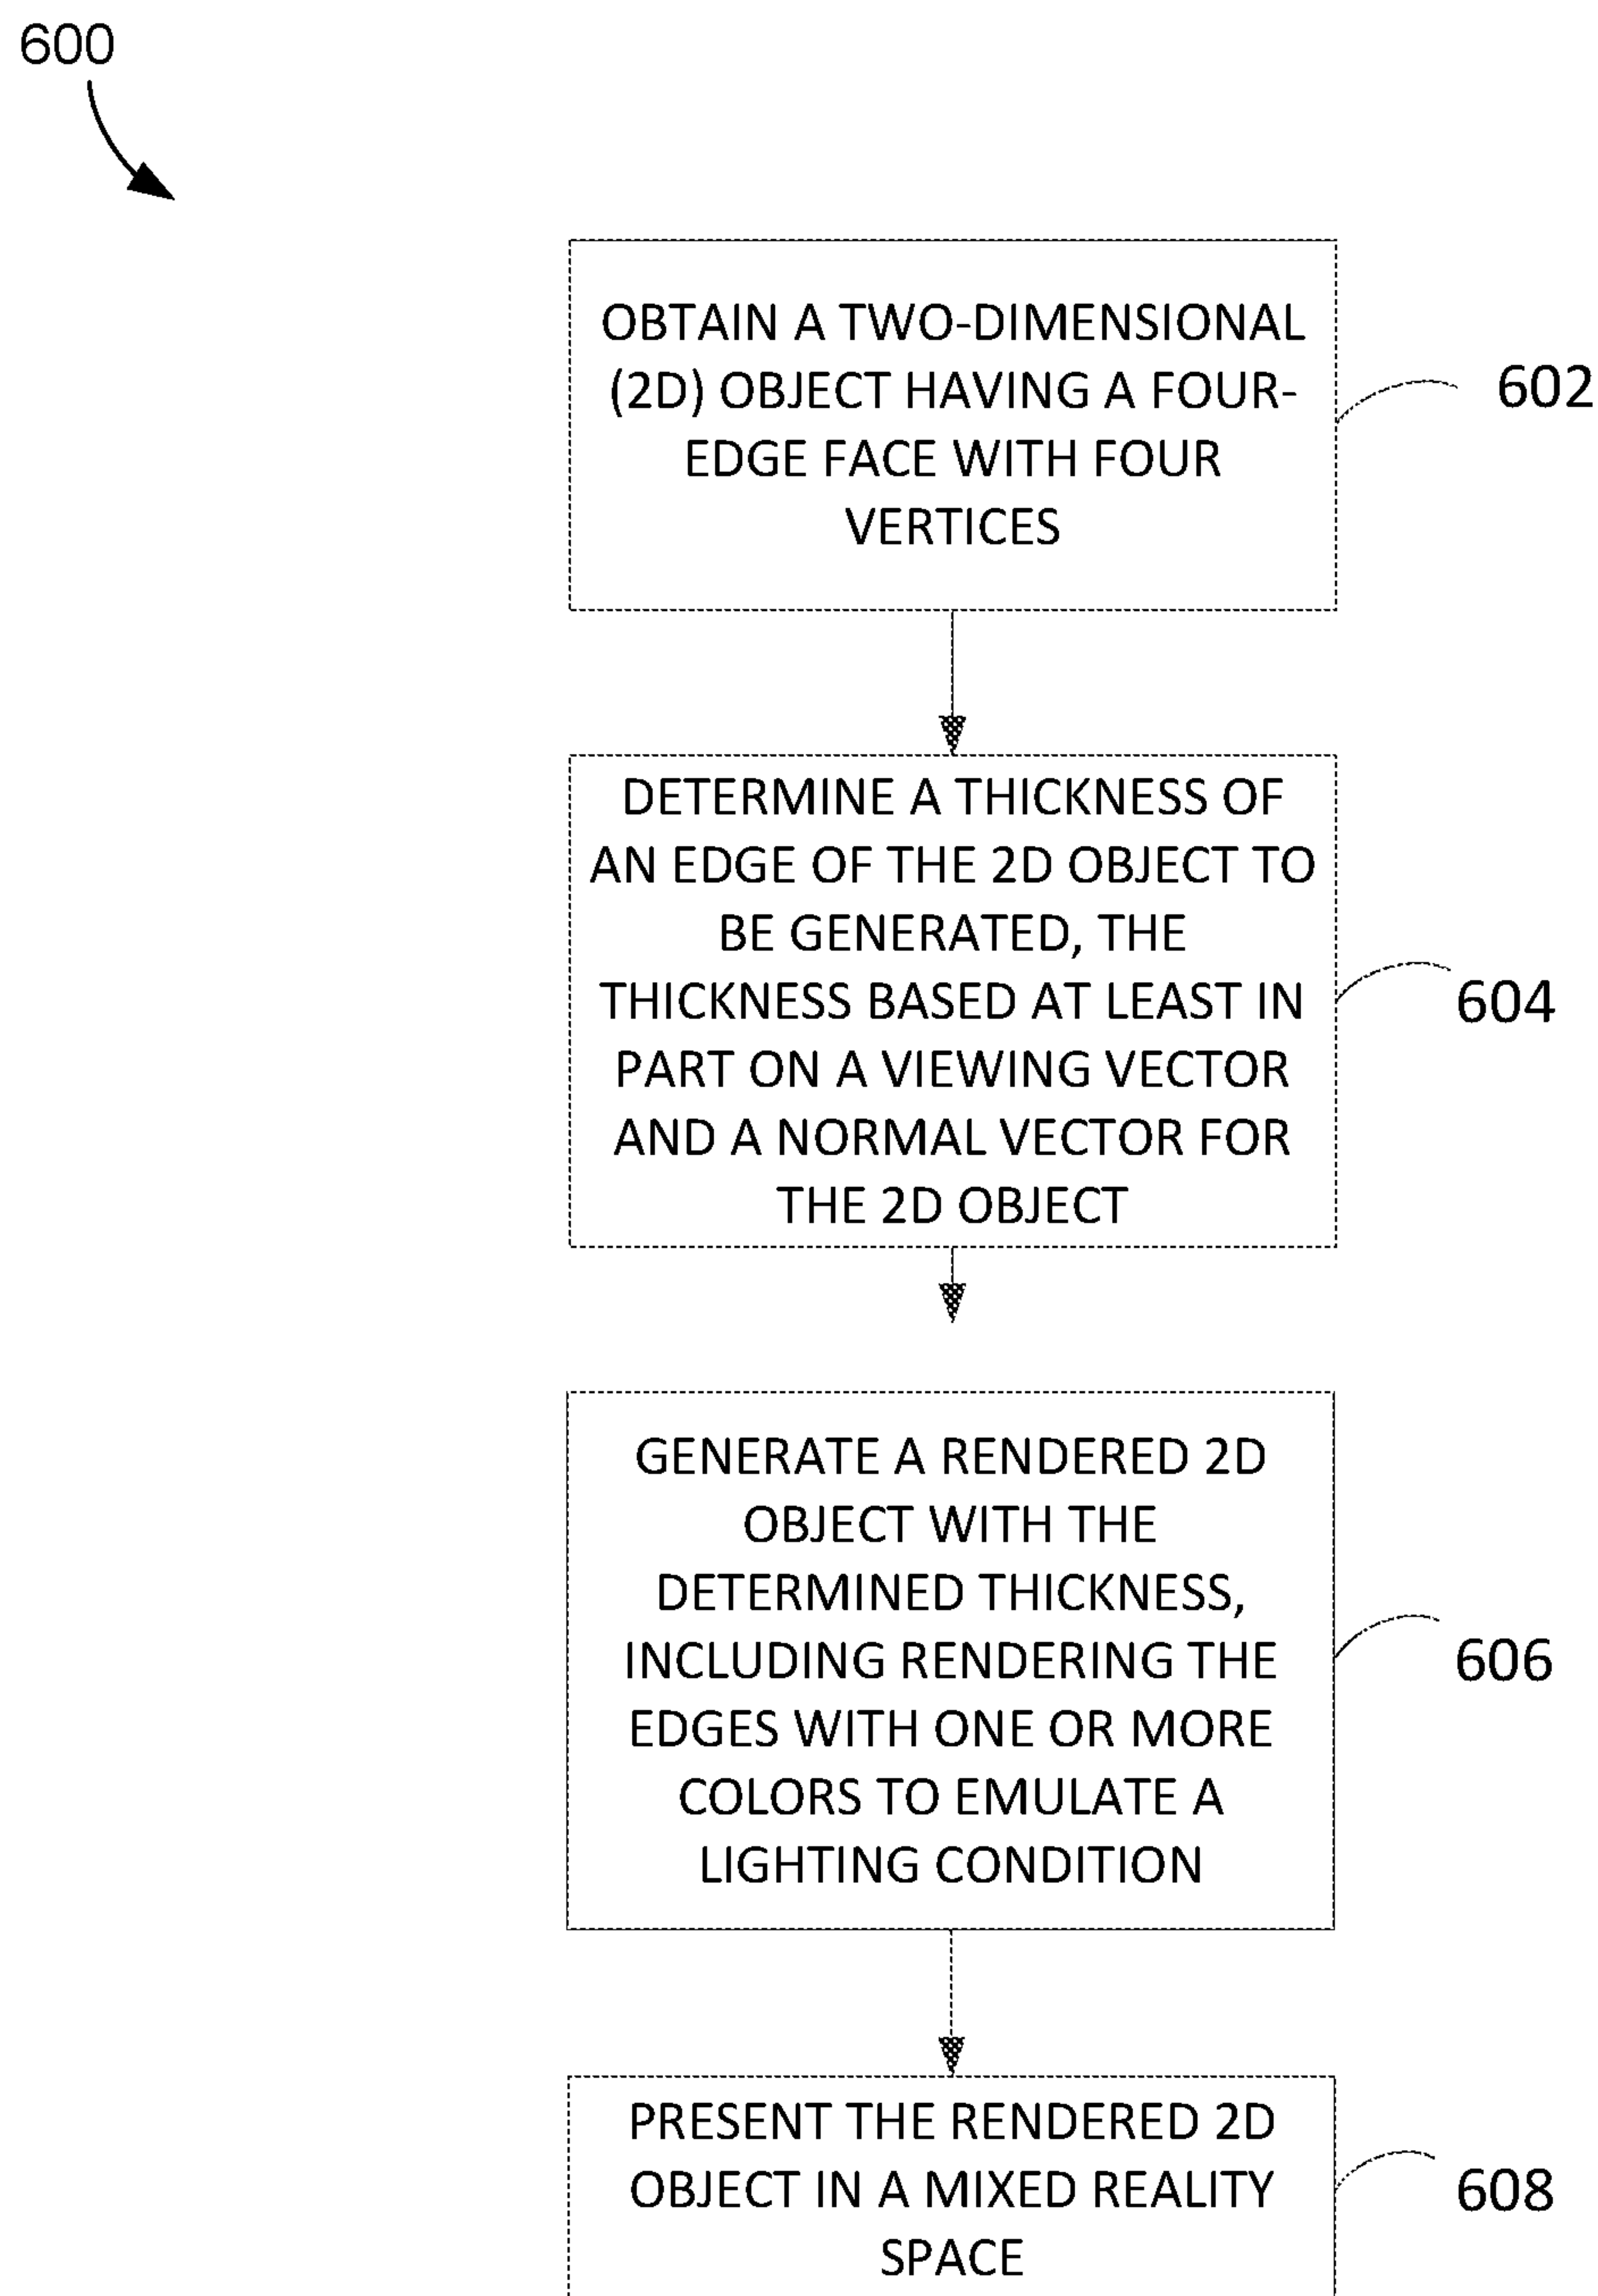 600
OBTAIN A TWO-DIMENSIONAL
(2D) OBJECT HAVING A FOUR-
EDGE FACE WITH FOUR
VERTICES
602
DETERMINE A THICKNESS OF
AN EDGE OF THE 2D OBJECT TO
BE GENERATED, THE
THICKNESS BASED AT LEAST IN
PART ON A VIEWING VECTOR
AND A NORMAL VECTOR FOR
THE 2D OBJECT
604
GENERATE A RENDERED 2D
OBJECT WITH THE
DETERMINED THICKNESS,
INCLUDING RENDERING THE
EDGES WITH ONE OR MORE
COLORS TO EMULATE A
LIGHTING CONDITION
606
PRESENT THE RENDERED 2D
OBJECT IN A MIXED REALITY
SPACE
608